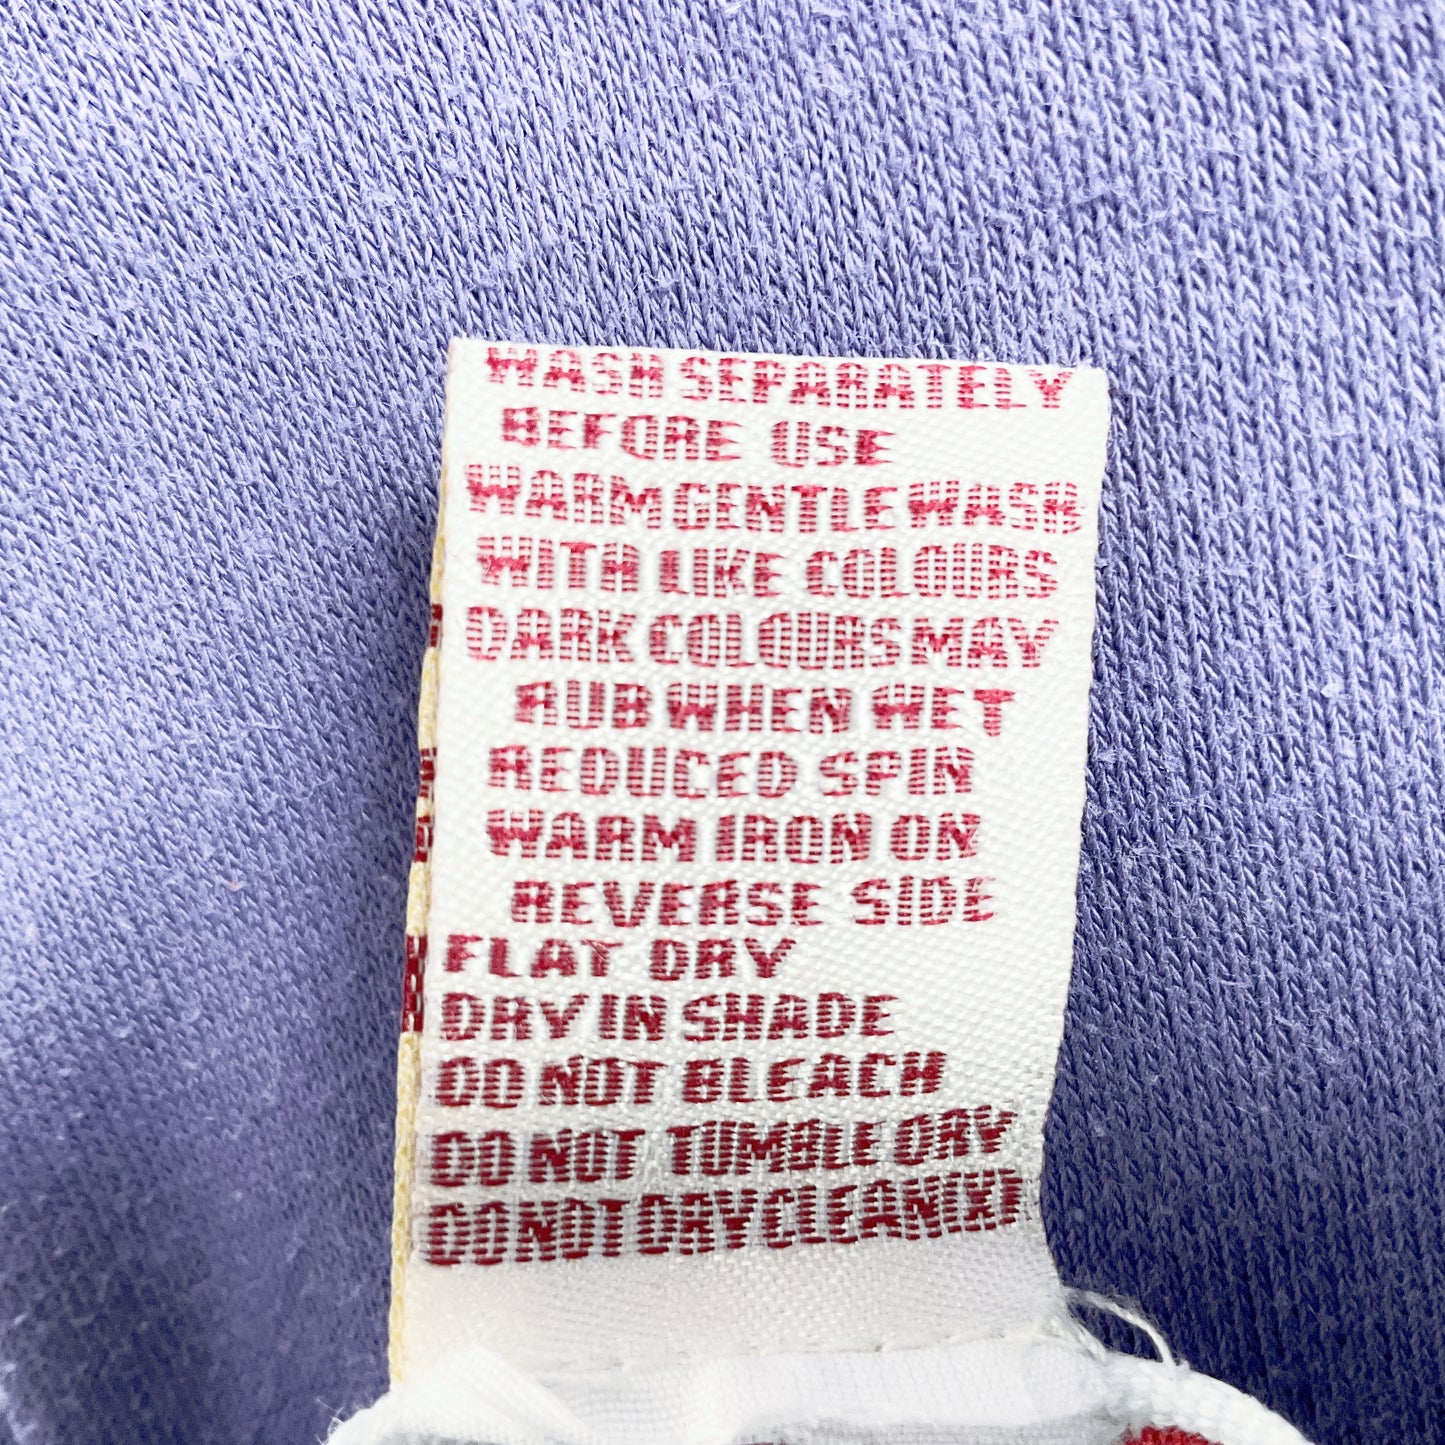 WASH SEPARATELY
BEFORE USE
WARM GENTLE WASH
WITH LIKE COLOURS
DARK COLOURS MAY
RUB WHEN WET
REDUCED SPIN
WARM IRON ON
REVERSE SIDE
FLAT DRY
DRY IN SHADE
DO NOT BLEACH
DO NOT TUMBLE DRY
DO NOT DRY CLEAN(X)